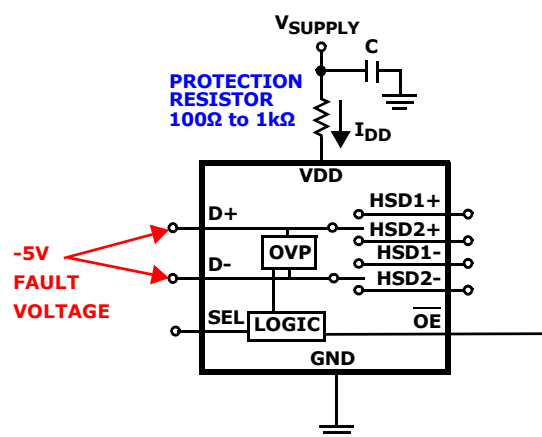 VSUPPLY
C
PROTECTION
RESISTOR
100Ω to 1kΩ
IDD
VDD
D+
HSD1+
HSD2+
OVP
HSD1-
D-
HSD2-
-5V
FAULT
VOLTAGE
SEL
LOGIC
OE
GND